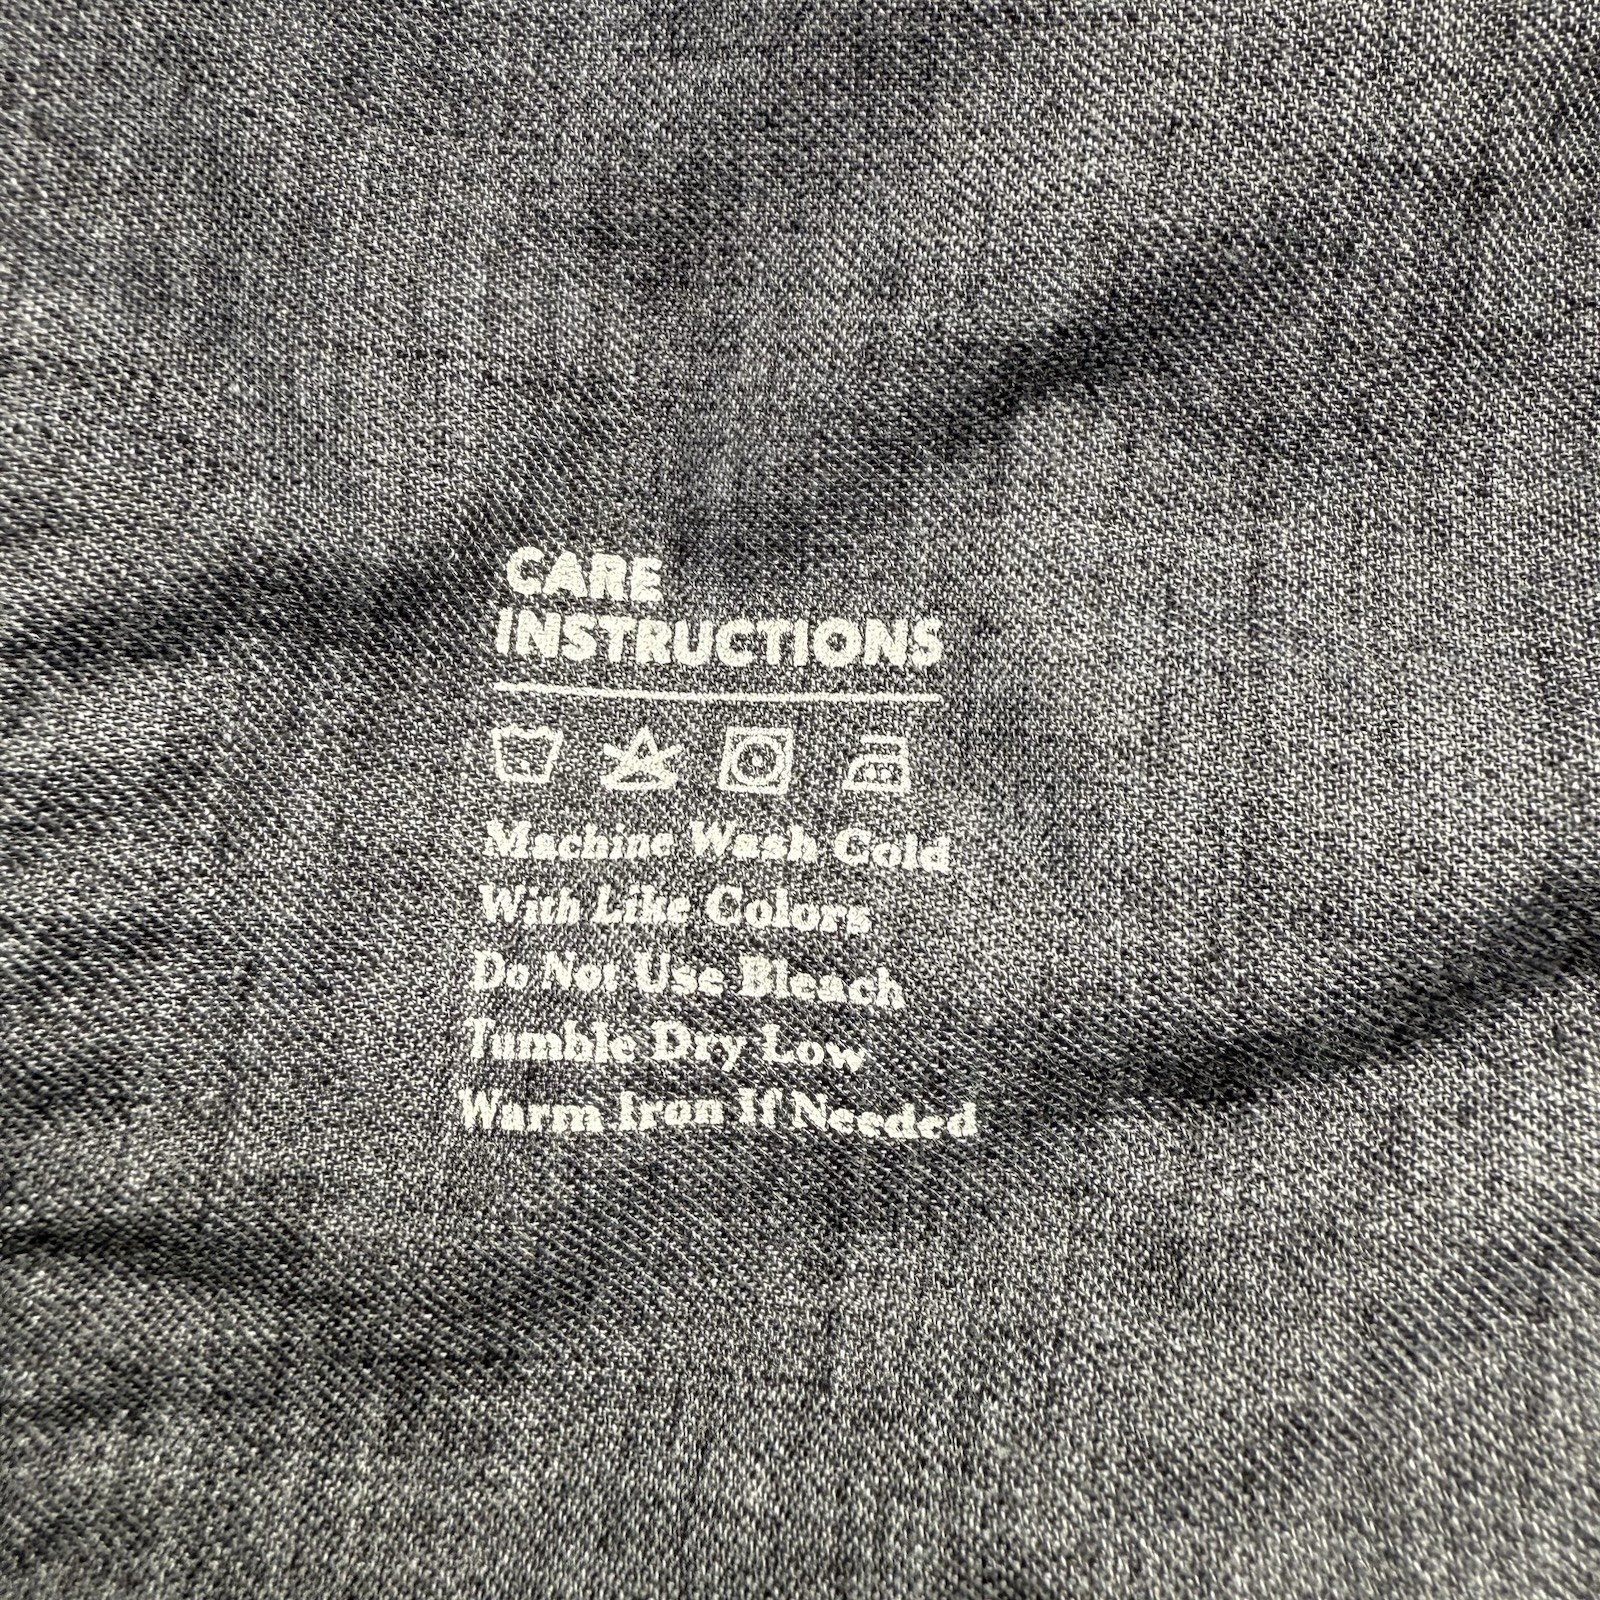 CARE
INSTRUCTIONS
Machine Wash Cold
With Like Colors
Do Not Use Bleach
Tumble Dry Low
Warm Iron If Needed